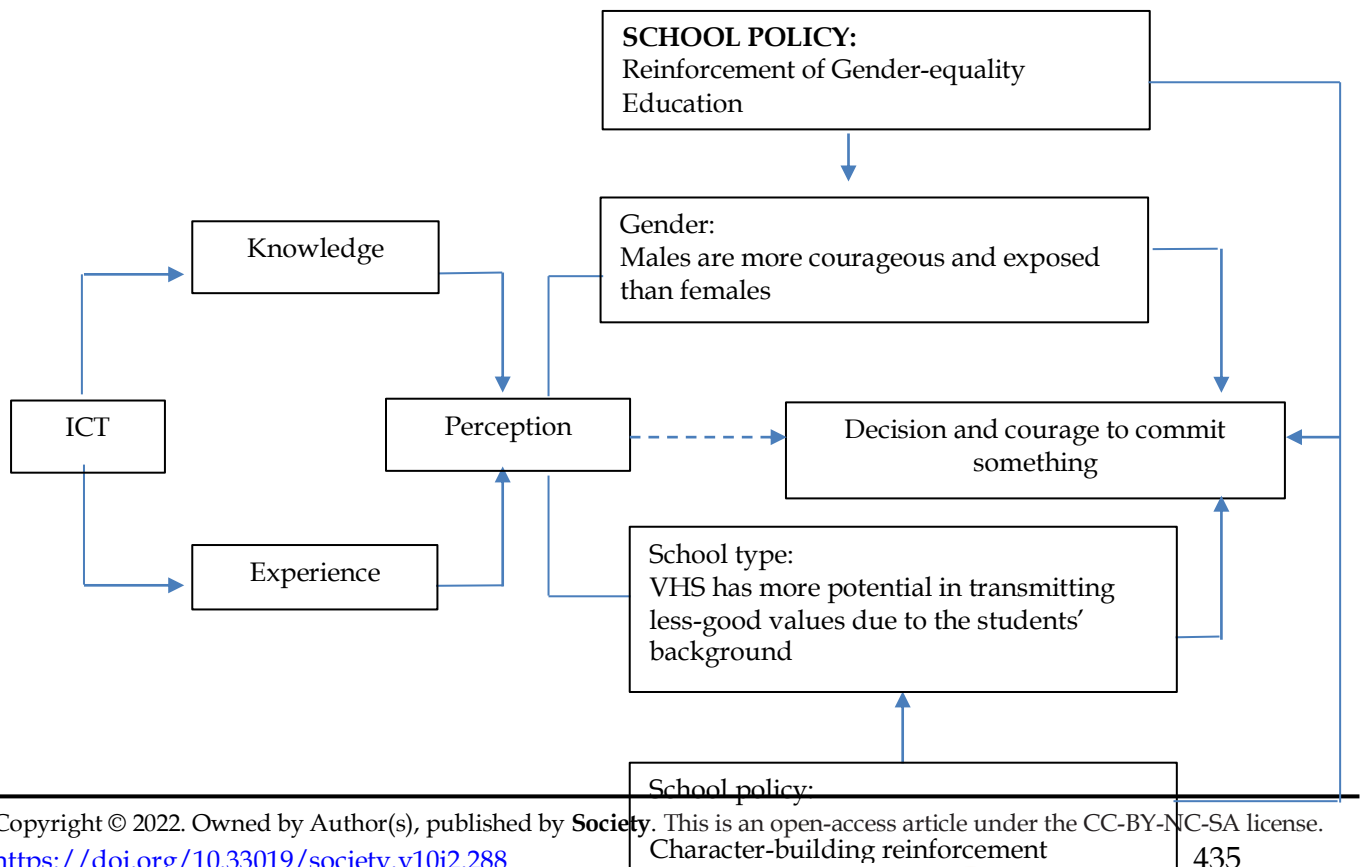 SCHOOL POLICY:
Reinforcement of Gender-equality
Education
Gender:
Males are more courageous and exposed
than females
Knowledge
ICT
Perception
Decision and courage to commit
something
Experience
School type:
VHS has more potential in transmitting
less-good values due to the students’
background
School policy:
Character-building reinforcement
Copyright © 2022. Owned by Author(s), published by Society. This is an open-access article under the CC-BY-NC-SA license.
https://doi.org/10.33019/society.v10i2.288
435